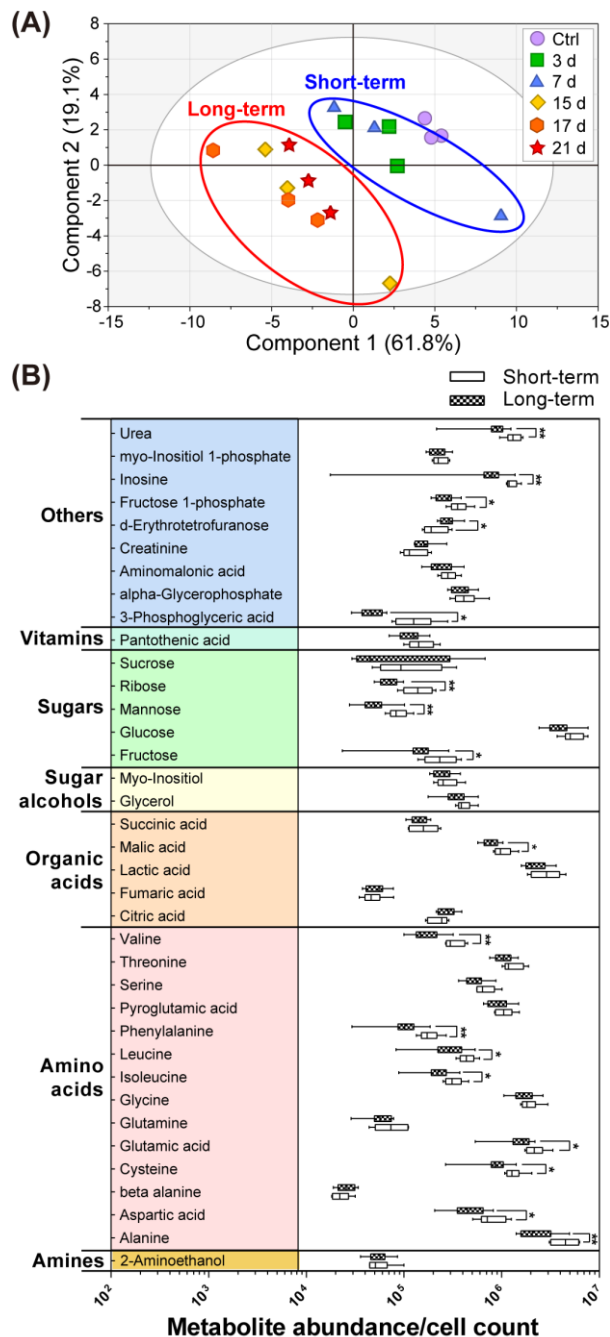 (A)
Component 2 (19.1%)
8
6
4
2
0
-2
-4
-6
-8
Short-term
Long-term
Ctrl
3 d
7 d
15 d
17 d
21 d
-15
-10
-5
0
5
10
15
Component 1 (61.8%)
(B)
Short-term
Long-term
Others
Urea
**
myo-Inositiol 1-phosphate
Inosine
**
Fructose 1-phosphate
*
d-Erythrotetrofuranose
*
Creatinine
Aminomalonic acid
alpha-Glycerophosphate
3-Phosphoglyceric acid
*
Vitamins
Pantothenic acid
Sugars
Sucrose
Ribose
**
Mannose
**
Glucose
Fructose
*
Sugar
alcohols
Myo-Inositol
Glycerol
Organic
acids
Succinic acid
Malic acid
*
Lactic acid
Fumaric acid
Citric acid
Amino
acids
Valine
**
Threonine
Serine
Pyroglutamic acid
Phenylalanine
**
Leucine
*
Isoleucine
*
Glycine
Glutamine
Glutamic acid
*
Cysteine
*
beta alanine
Aspartic acid
*
Alanine
**
Amines
2-Aminoethanol
10²
10³
10⁴
10⁵
10⁶
10⁷
Metabolite abundance/cell count